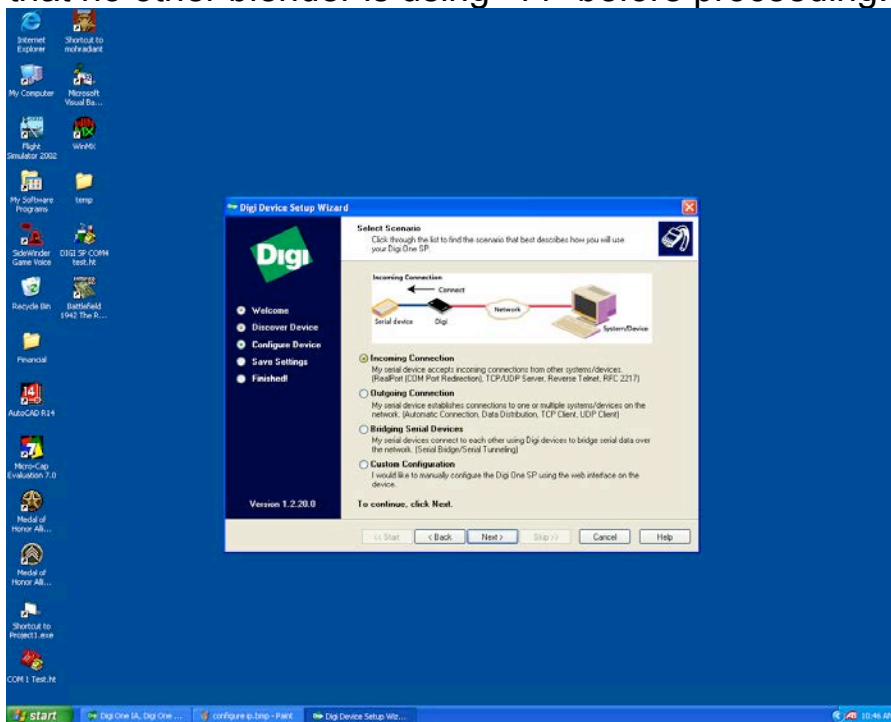 that no other blender is using
before proceeding.
Internet
Explorer
Shortcut to
mohradiant
My Computer
Microsoft
Visual Ba...
Flight
Simulator 2002
WinMX
My Software
Programs
temp
SideWinder
Game Voice
DIGI SP COM4
test.ht
Recycle Bin
Battlefield
1942 The R...
Financial
AutoCAD R14
Micro-Cap
Evaluation 7.0
Medal of
Honor Alli...
Medal of
Honor Alli...
Shortcut to
Project1.exe
COM 1 Test.ht
Digi Device Setup Wizard
Digi
Welcome
Discover Device
Configure Device
Save Settings
Finished!
Version 1.2.20.0
Select Scenario
Click through the list to find the scenario that best describes how you will use
your Digi One SP.
Incoming Connection
Connect
Serial device
Digi
Network
System/Device
Incoming Connection
My serial device accepts incoming connections from other systems/devices.
(RealPort (COM Port Redirection), TCP/UDP Server, Reverse Telnet, RFC 2217)
Outgoing Connection
My serial device establishes connections to one or multiple systems/devices on the
network. (Automatic Connection, Data Distribution, TCP Client, UDP Client)
Bridging Serial Devices
My serial devices connect to each other using Digi devices to bridge serial data over
the network. (Serial Bridge/Serial Tunneling)
Custom Configuration
I would like to manually configure the Digi One SP using the web interface on the
device.
To continue, click Next.
<< Start
< Back
Next >
Skip >>
Cancel
Help
start
Digi One IA, Digi One ...
configure ip.bmp - Paint
Digi Device Setup Wiz...
10:46 AM